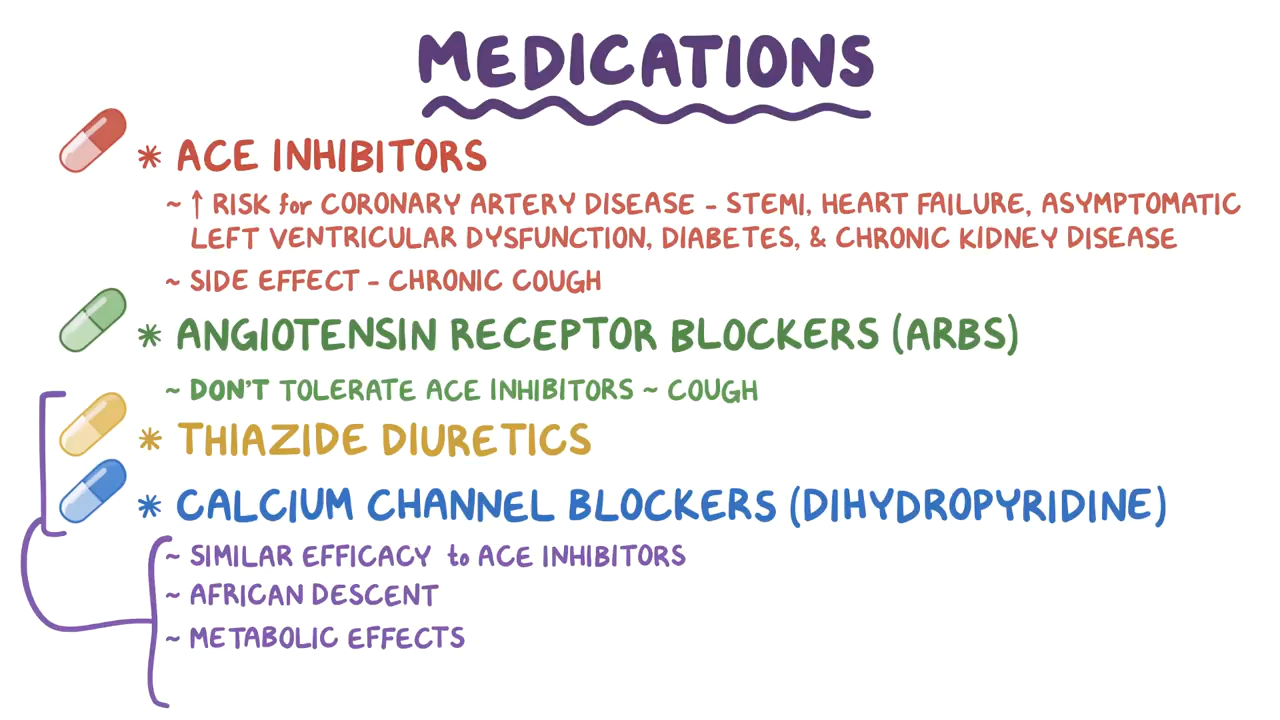 MEDICATIONS
* ACE INHIBITORS
~ ↑ RISK for CORONARY ARTERY DISEASE - STEMI, HEART FAILURE, ASYMPTOMATIC
LEFT VENTRICULAR DYSFUNCTION, DIABETES, & CHRONIC KIDNEY DISEASE
~ SIDE EFFECT - CHRONIC COUGH
* ANGIOTENSIN RECEPTOR BLOCKERS (ARBS)
~ DON'T TOLERATE ACE INHIBITORS ~ COUGH
* THIAZIDE DIURETICS
* CALCIUM CHANNEL BLOCKERS (DIHYDROPYRIDINE)
~ SIMILAR EFFICACY to ACE INHIBITORS
~ AFRICAN DESCENT
~ METABOLIC EFFECTS